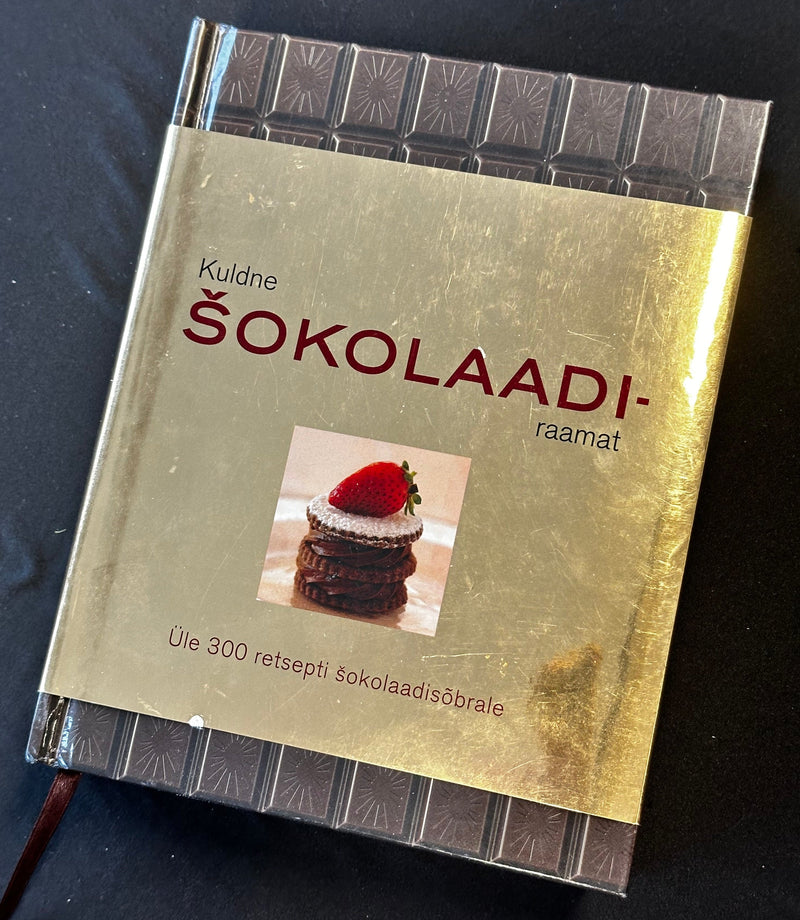 Kuldne
ŠOKOLAADI-
raamat
Üle 300 retsepti šokolaadisõbrale